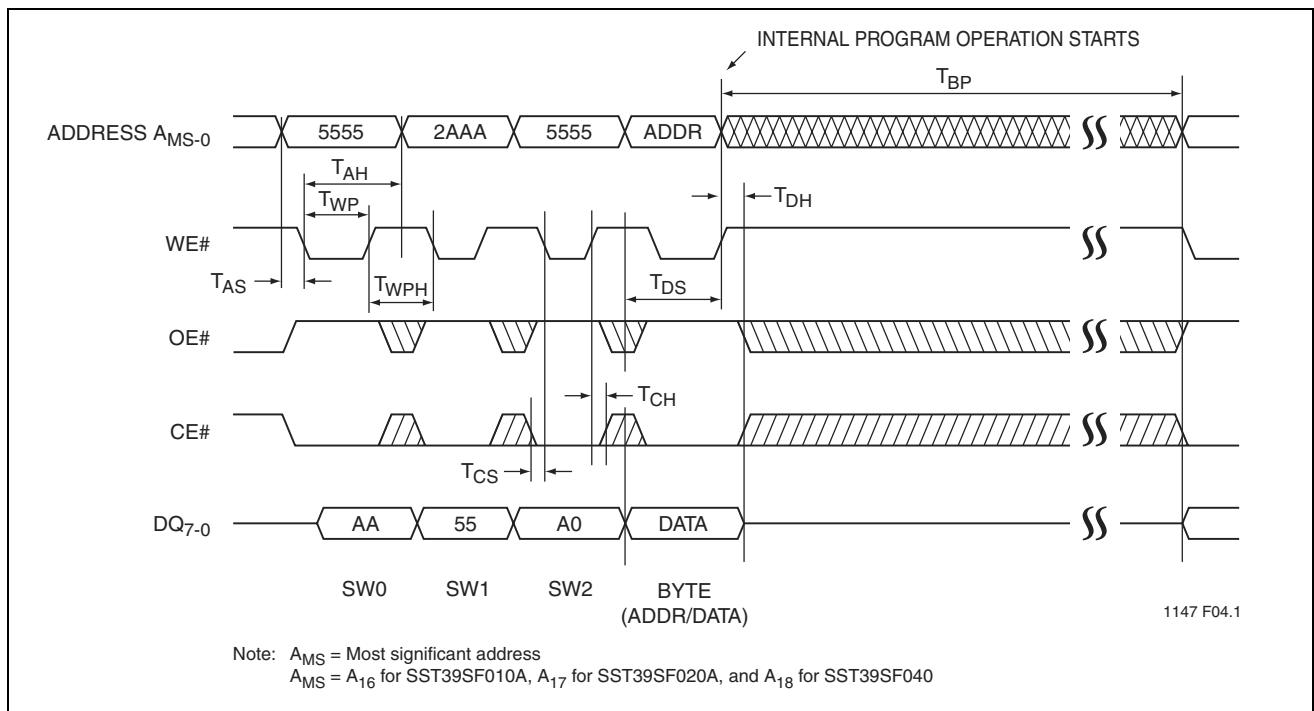 INTERNAL PROGRAM OPERATION STARTS
TBP
ADDRESS AMS-0
5555
2AAA
5555
ADDR
TAH
TWP
TDH
WE#
TAS
TWPH
TDS
OE#
TCH
CE#
TCS
DQ7-0
AA
55
A0
DATA
SW0
SW1
SW2
BYTE
(ADDR/DATA)
1147 F04.1
Note: AMS = Most significant address
AMS = A16 for SST39SF010A, A17 for SST39SF020A, and A18 for SST39SF040